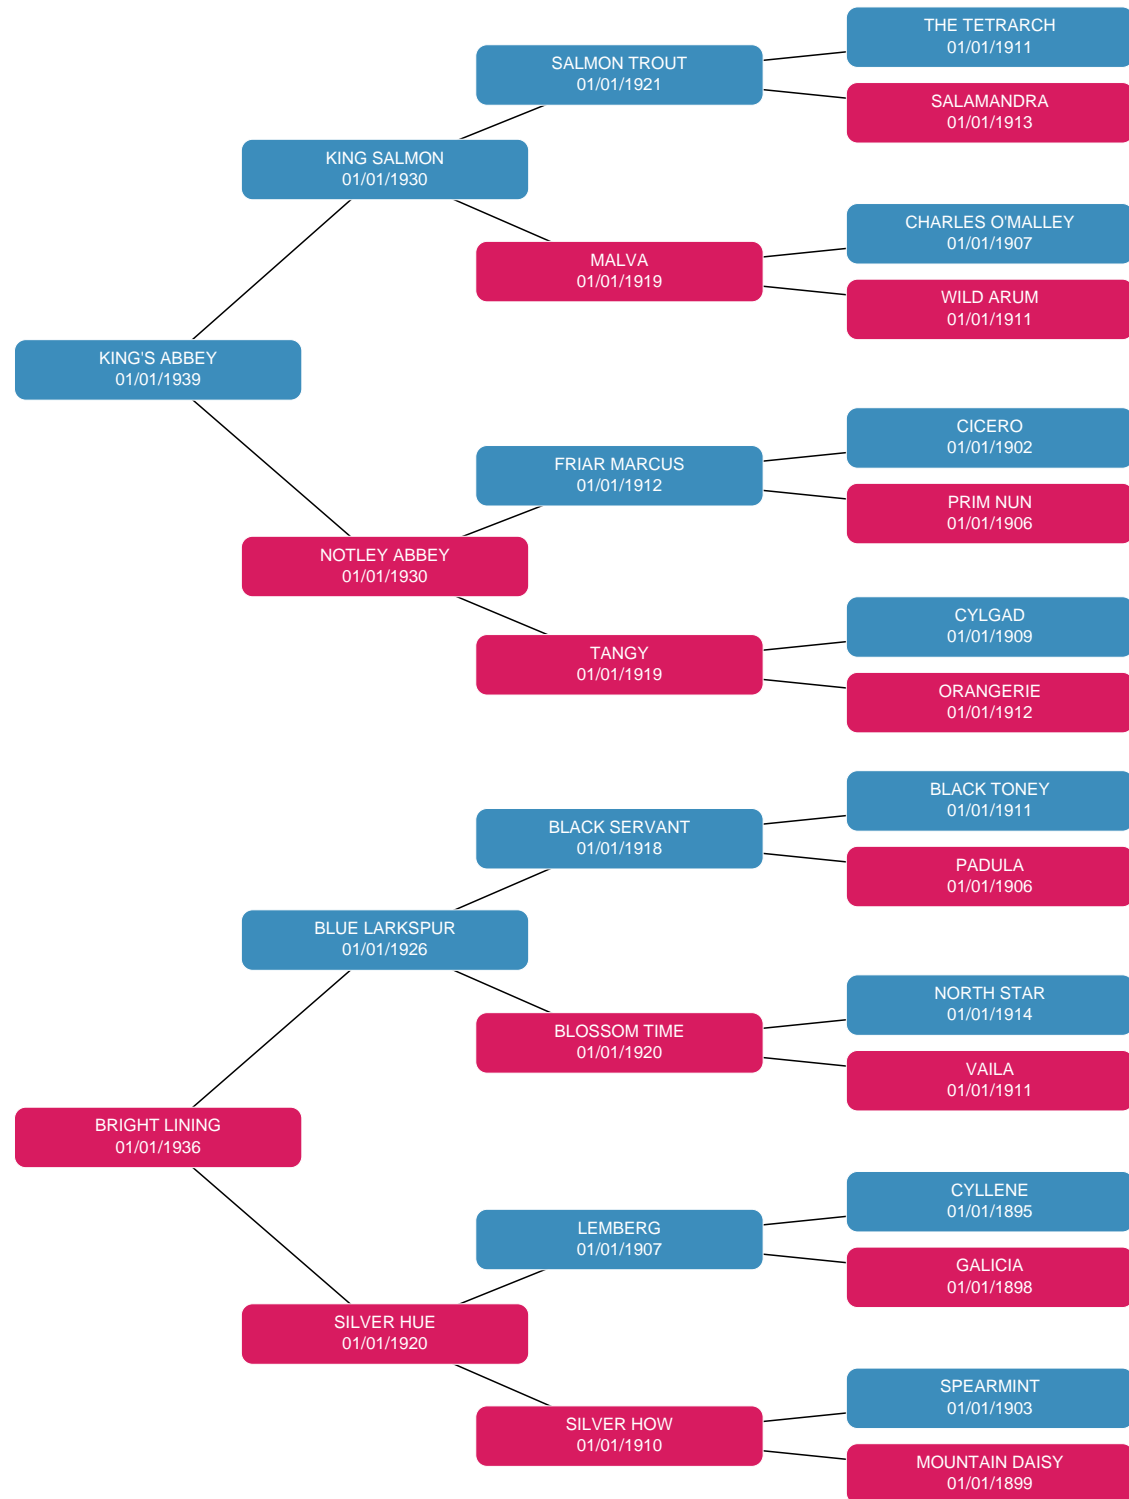 THE TETRARCH
01/01/1911
SALMON TROUT
01/01/1921
SALAMANDRA
01/01/1913
KING SALMON
01/01/1930
CHARLES O'MALLEY
01/01/1907
MALVA
01/01/1919
WILD ARUM
01/01/1911
KING'S ABBEY
01/01/1939
CICERO
01/01/1902
FRIAR MARCUS
01/01/1912
PRIM NUN
01/01/1906
NOTLEY ABBEY
01/01/1930
CYLGAD
01/01/1909
TANGY
01/01/1919
ORANGERIE
01/01/1912
BLACK TONEY
01/01/1911
BLACK SERVANT
01/01/1918
PADULA
01/01/1906
BLUE LARKSPUR
01/01/1926
NORTH STAR
01/01/1914
BLOSSOM TIME
01/01/1920
VAILA
01/01/1911
BRIGHT LINING
01/01/1936
CYLLENE
01/01/1895
LEMBERG
01/01/1907
GALICIA
01/01/1898
SILVER HUE
01/01/1920
SPEARMINT
01/01/1903
SILVER HOW
01/01/1910
MOUNTAIN DAISY
01/01/1899